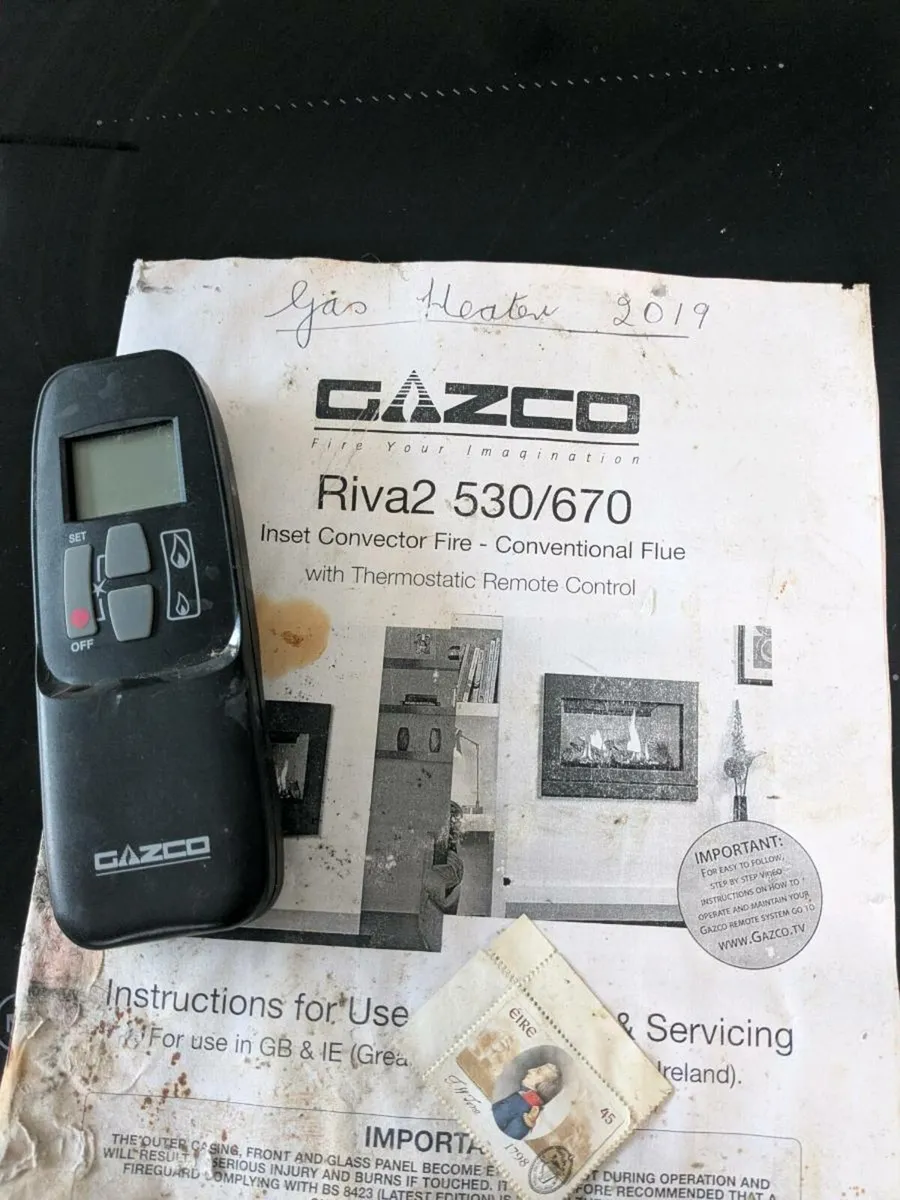 Gas Heater 2019
GAZCO
Fire Your Imagination
Riva2 530/670
Inset Convector Fire - Conventional Flue
with Thermostatic Remote Control
SET
OFF
GAZCO
IMPORTANT:
FOR EASY TO FOLLOW,
STEP BY STEP VIDEO
INSTRUCTIONS ON HOW TO
OPERATE AND MAINTAIN YOUR
GAZCO REMOTE SYSTEM GO TO
WWW.GAZCO.TV
Instructions for Use & Servicing
For use in GB & IE (Grea Ireland).
ÉIRE
45
T W Tone
1798
IMPORTA
THE OUTER CASING, FRONT AND GLASS PANEL BECOME E T DURING OPERATION AND
WILL RESULT SERIOUS INJURY AND BURNS IF TOUCHED. IT FORE RECOMMENDED THAT A
FIREGUARD COMPLYING WITH BS 8423 (LATEST EDITION) IS